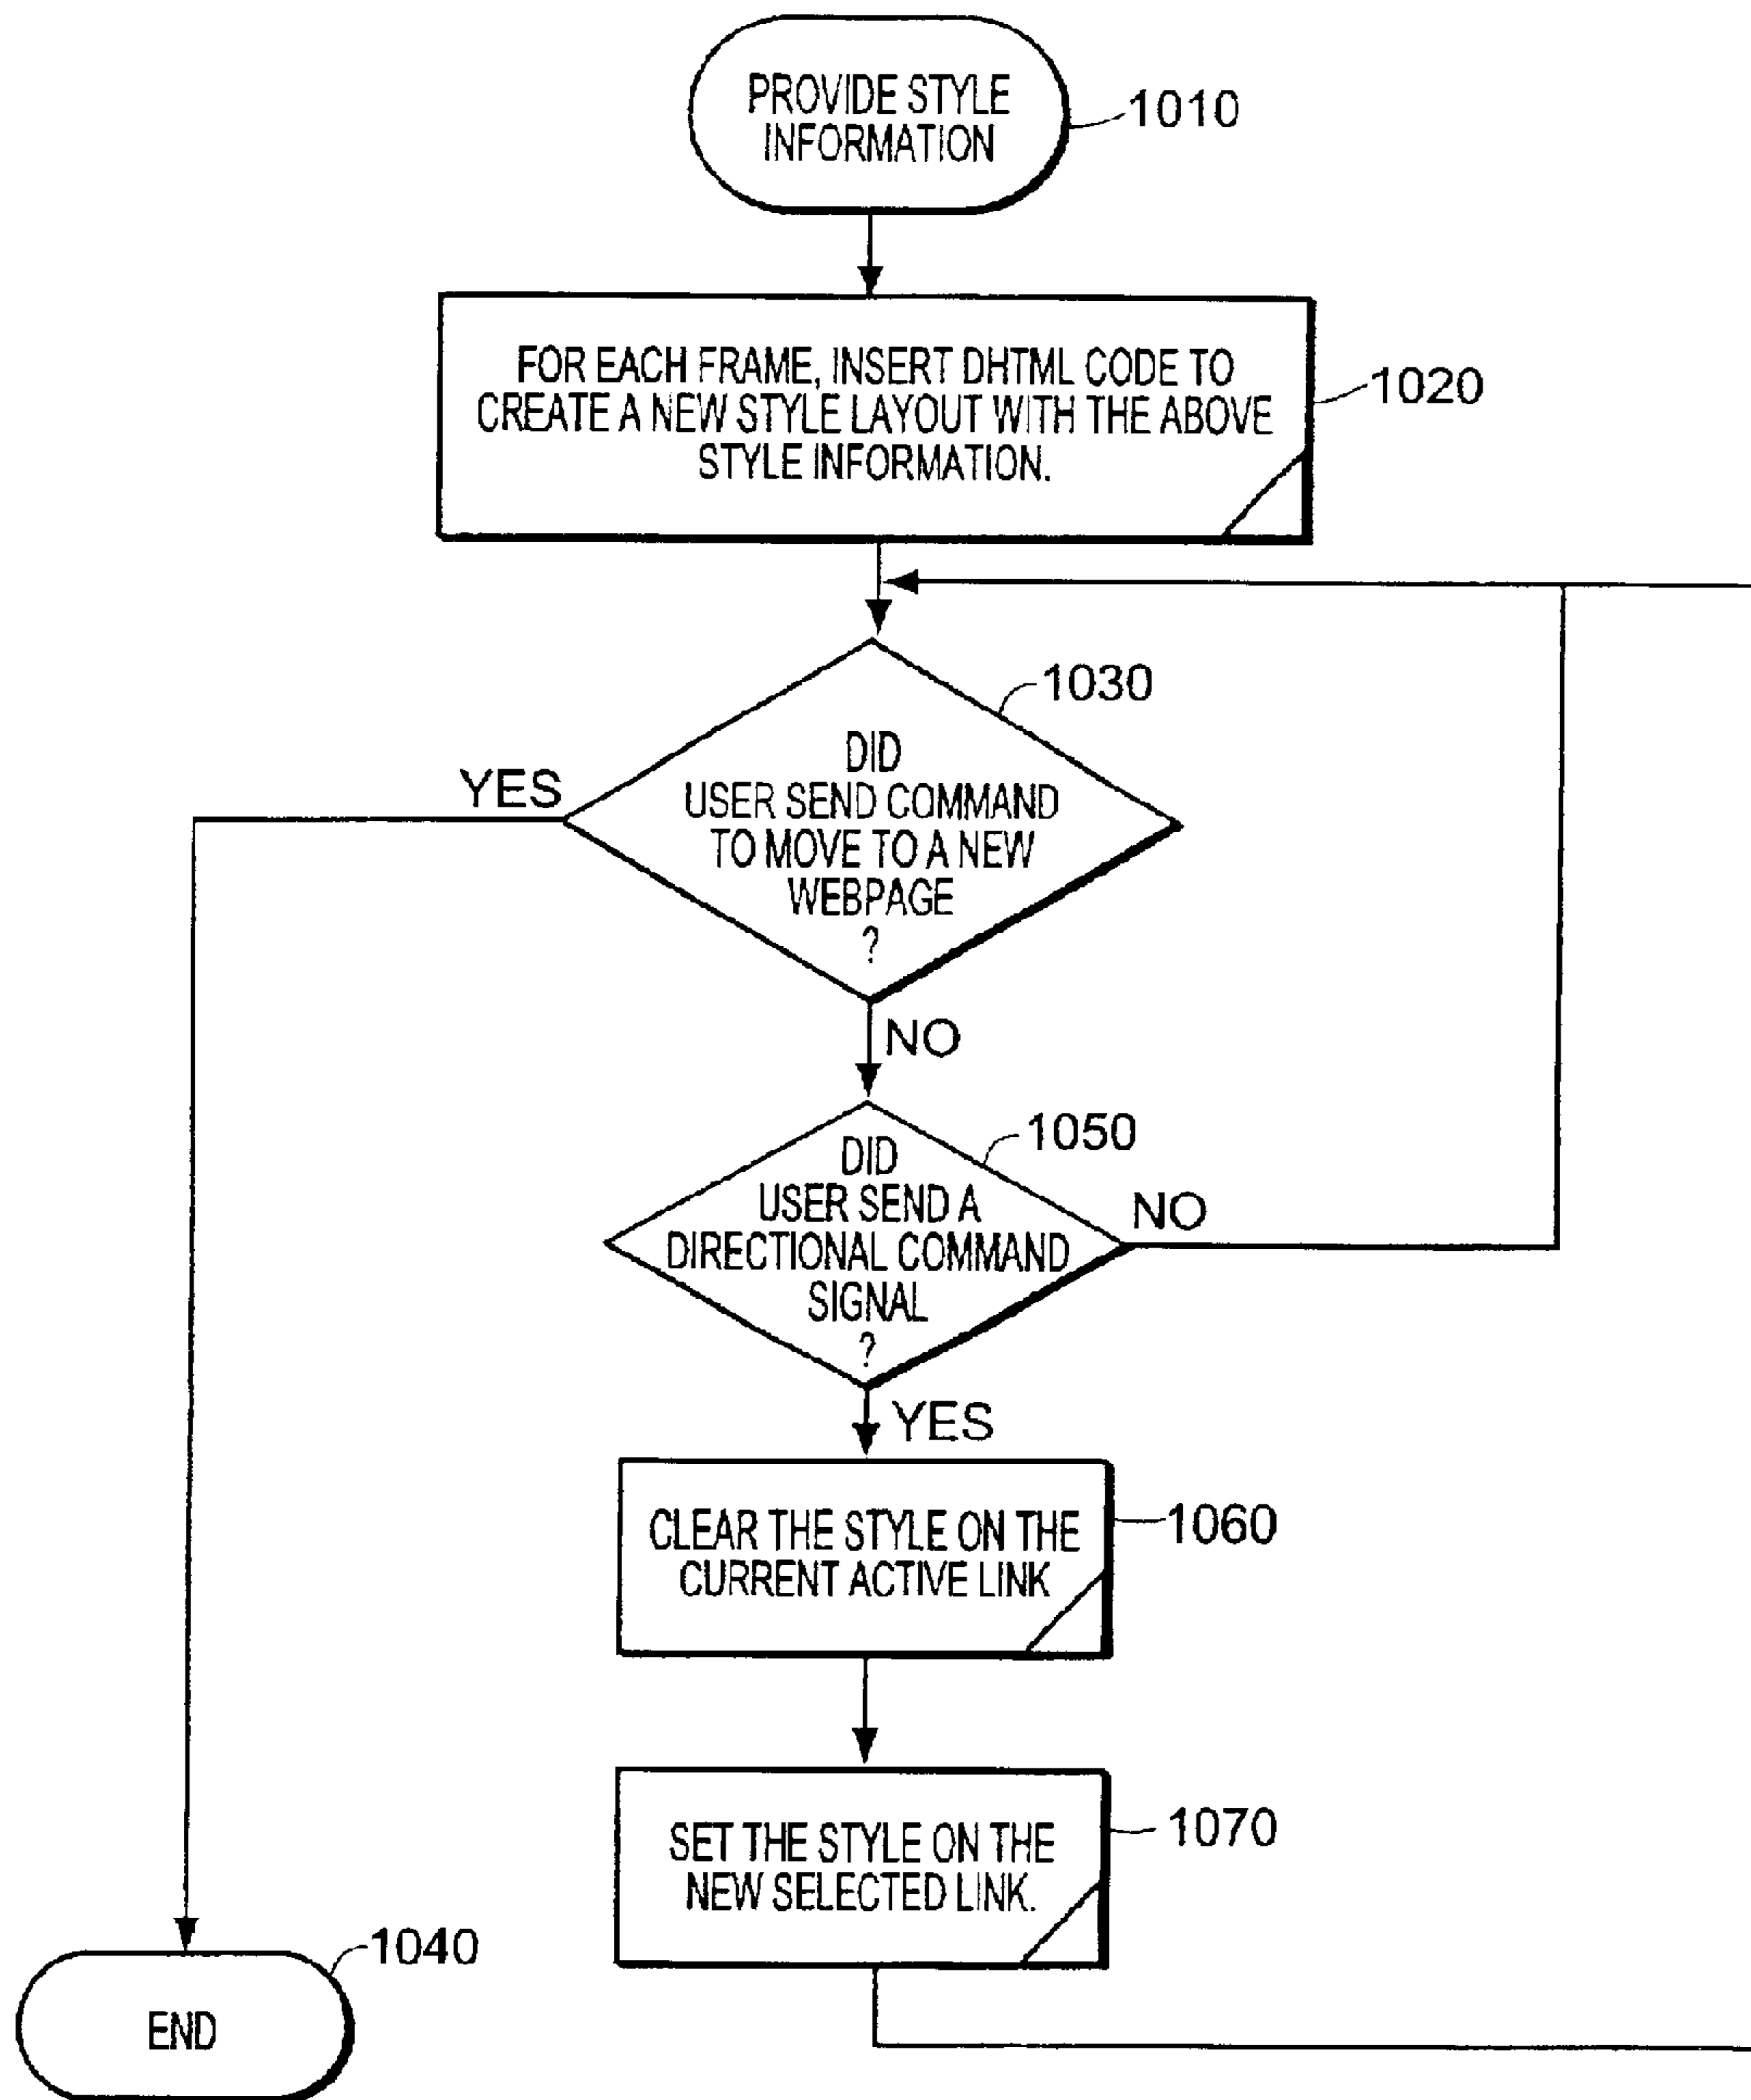 PROVIDE STYLE
INFORMATION
1010
FOR EACH FRAME, INSERT DHTML CODE TO
CREATE A NEW STYLE LAYOUT WITH THE ABOVE
STYLE INFORMATION.
1020
1030
DID
USER SEND COMMAND
TO MOVE TO A NEW
WEBPAGE
?
YES
NO
1050
DID
USER SEND A
DIRECTIONAL COMMAND
SIGNAL
?
NO
YES
CLEAR THE STYLE ON THE
CURRENT ACTIVE LINK
1060
SET THE STYLE ON THE
NEW SELECTED LINK.
1070
1040
END